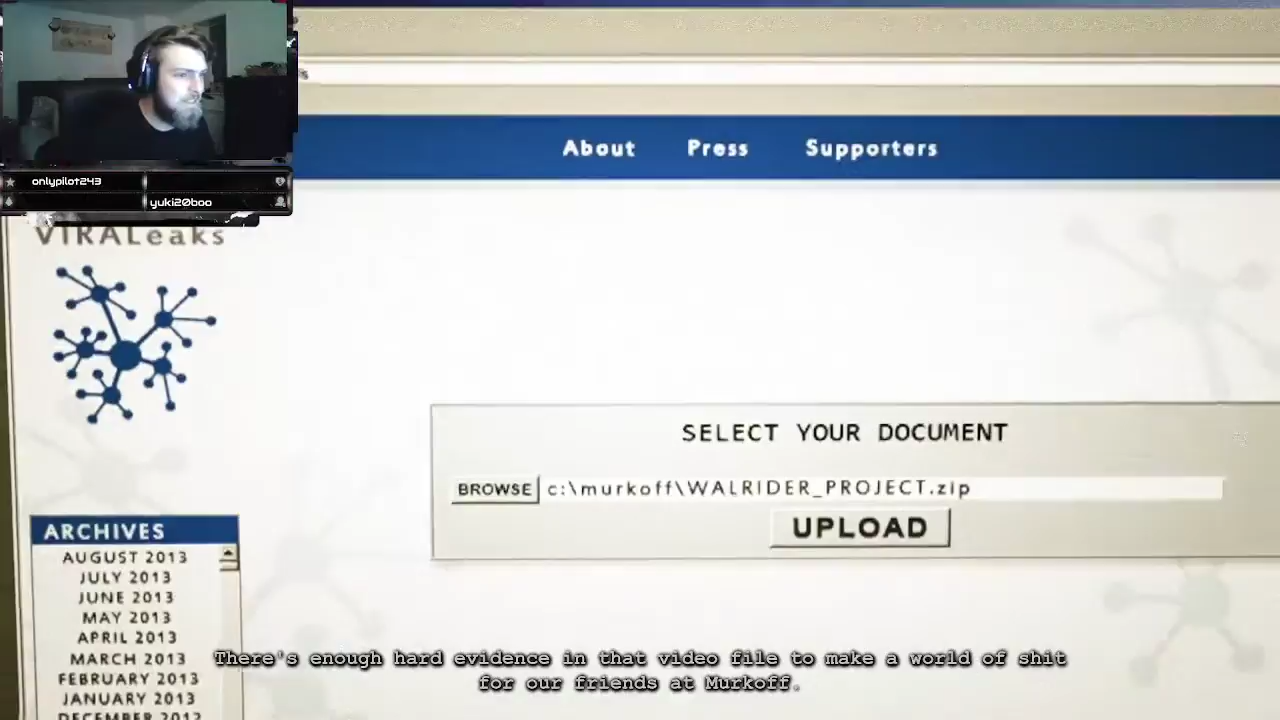 About Press Supporters
onlypilot243
yuki20boo
VIRALeaks
SELECT YOUR DOCUMENT
BROWSE c:\murkoff\WALRIDER_PROJECT.zip
UPLOAD
ARCHIVES
AUGUST 2013
JULY 2013
JUNE 2013
MAY 2013
APRIL 2013
MARCH 2013
FEBRUARY 2013
JANUARY 2013
DECEMBER 2012
There's enough hard evidence in that video file to make a world of shit
for our friends at Murkoff.